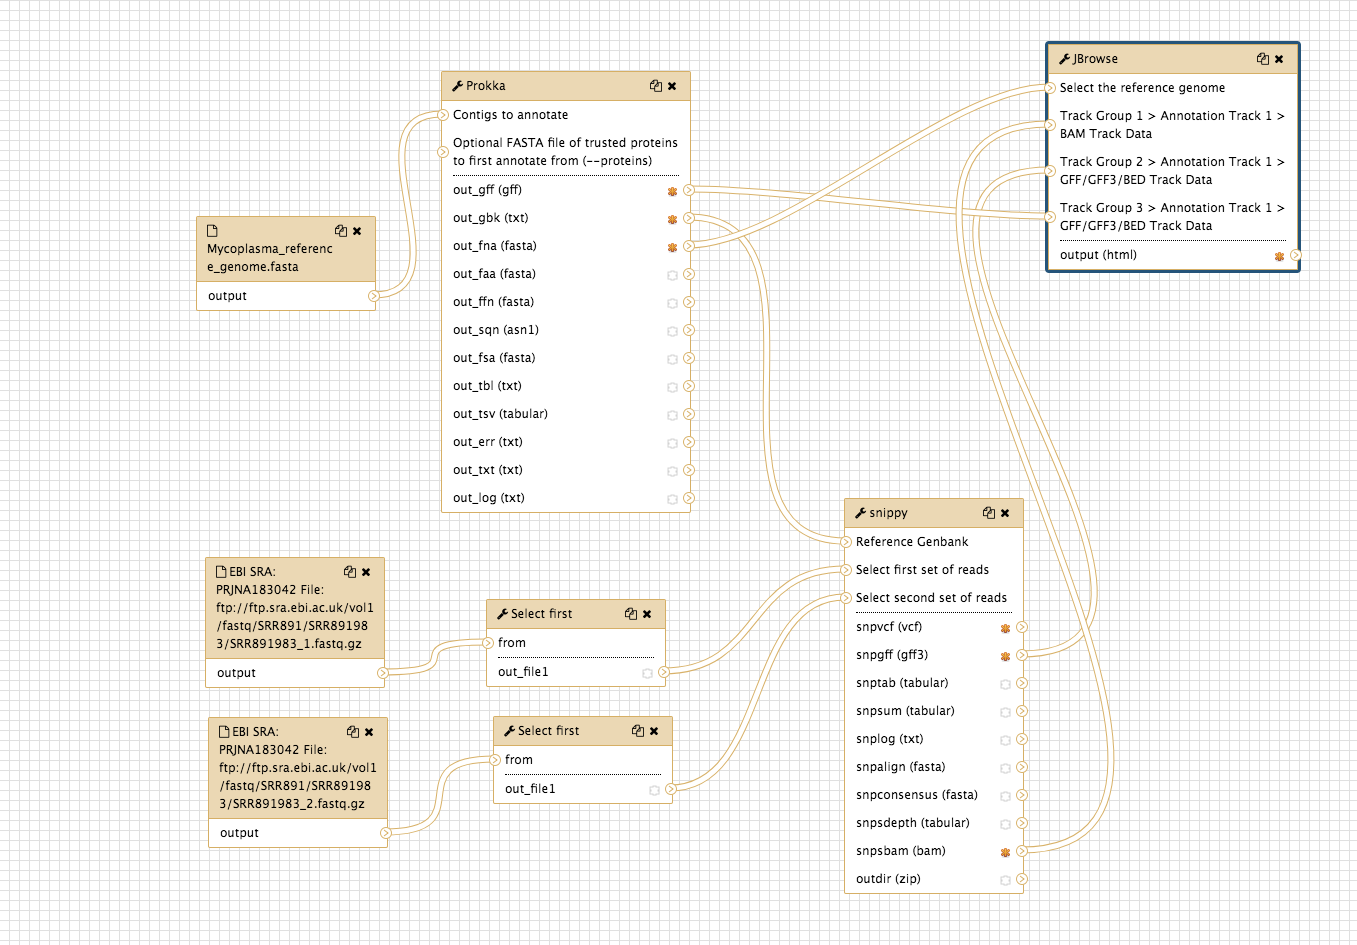 JBrowse
Select the reference genome
Track Group 1 > Annotation Track 1 >
BAM Track Data
Track Group 2 > Annotation Track 1 >
GFF/GFF3/BED Track Data
Track Group 3 > Annotation Track 1 >
GFF/GFF3/BED Track Data
output (html)
Prokka
Contigs to annotate
Optional FASTA file of trusted proteins
to first annotate from (--proteins)
out_gff (gff)
out_gbk (txt)
out_fna (fasta)
out_faa (fasta)
out_ffn (fasta)
out_sqn (asn1)
out_fsa (fasta)
out_tbl (txt)
out_tsv (tabular)
out_err (txt)
out_txt (txt)
out_log (txt)
Mycoplasma_referenc
e_genome.fasta
output
snippy
Reference Genbank
Select first set of reads
Select second set of reads
snpvcf (vcf)
snpgff (gff3)
snptab (tabular)
snpsum (tabular)
snplog (txt)
snpalign (fasta)
snpconsensus (fasta)
snpsdepth (tabular)
snpsbam (bam)
outdir (zip)
EBI SRA:
PRJNA183042 File:
ftp://ftp.sra.ebi.ac.uk/vol1
/fastq/SRR891/SRR89198
3/SRR891983_1.fastq.gz
output
Select first
from
out_file1
EBI SRA:
PRJNA183042 File:
ftp://ftp.sra.ebi.ac.uk/vol1
/fastq/SRR891/SRR89198
3/SRR891983_2.fastq.gz
output
Select first
from
out_file1